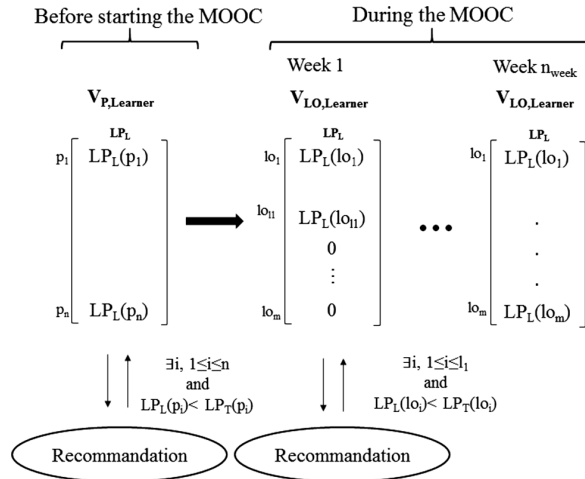 Before starting the MOOC
During the MOOC
Week 1
Week n_week
V_P,Learner
V_LO,Learner
V_LO,Learner
LP_L
LP_L
LP_L
p_1 LP_L(p_1)
lo_1 LP_L(lo_1)
lo_1 LP_L(lo_1)
lo_l1 LP_L(lo_l1)
0
⋮
• • •
.
.
.
p_n LP_L(p_n)
lo_m 0
lo_m LP_L(lo_m)
∃i, 1≤i≤n
and
LP_L(p_i)< LP_T(p_i)
∃i, 1≤i≤l_1
and
LP_L(lo_i)< LP_T(lo_i)
Recommandation
Recommandation